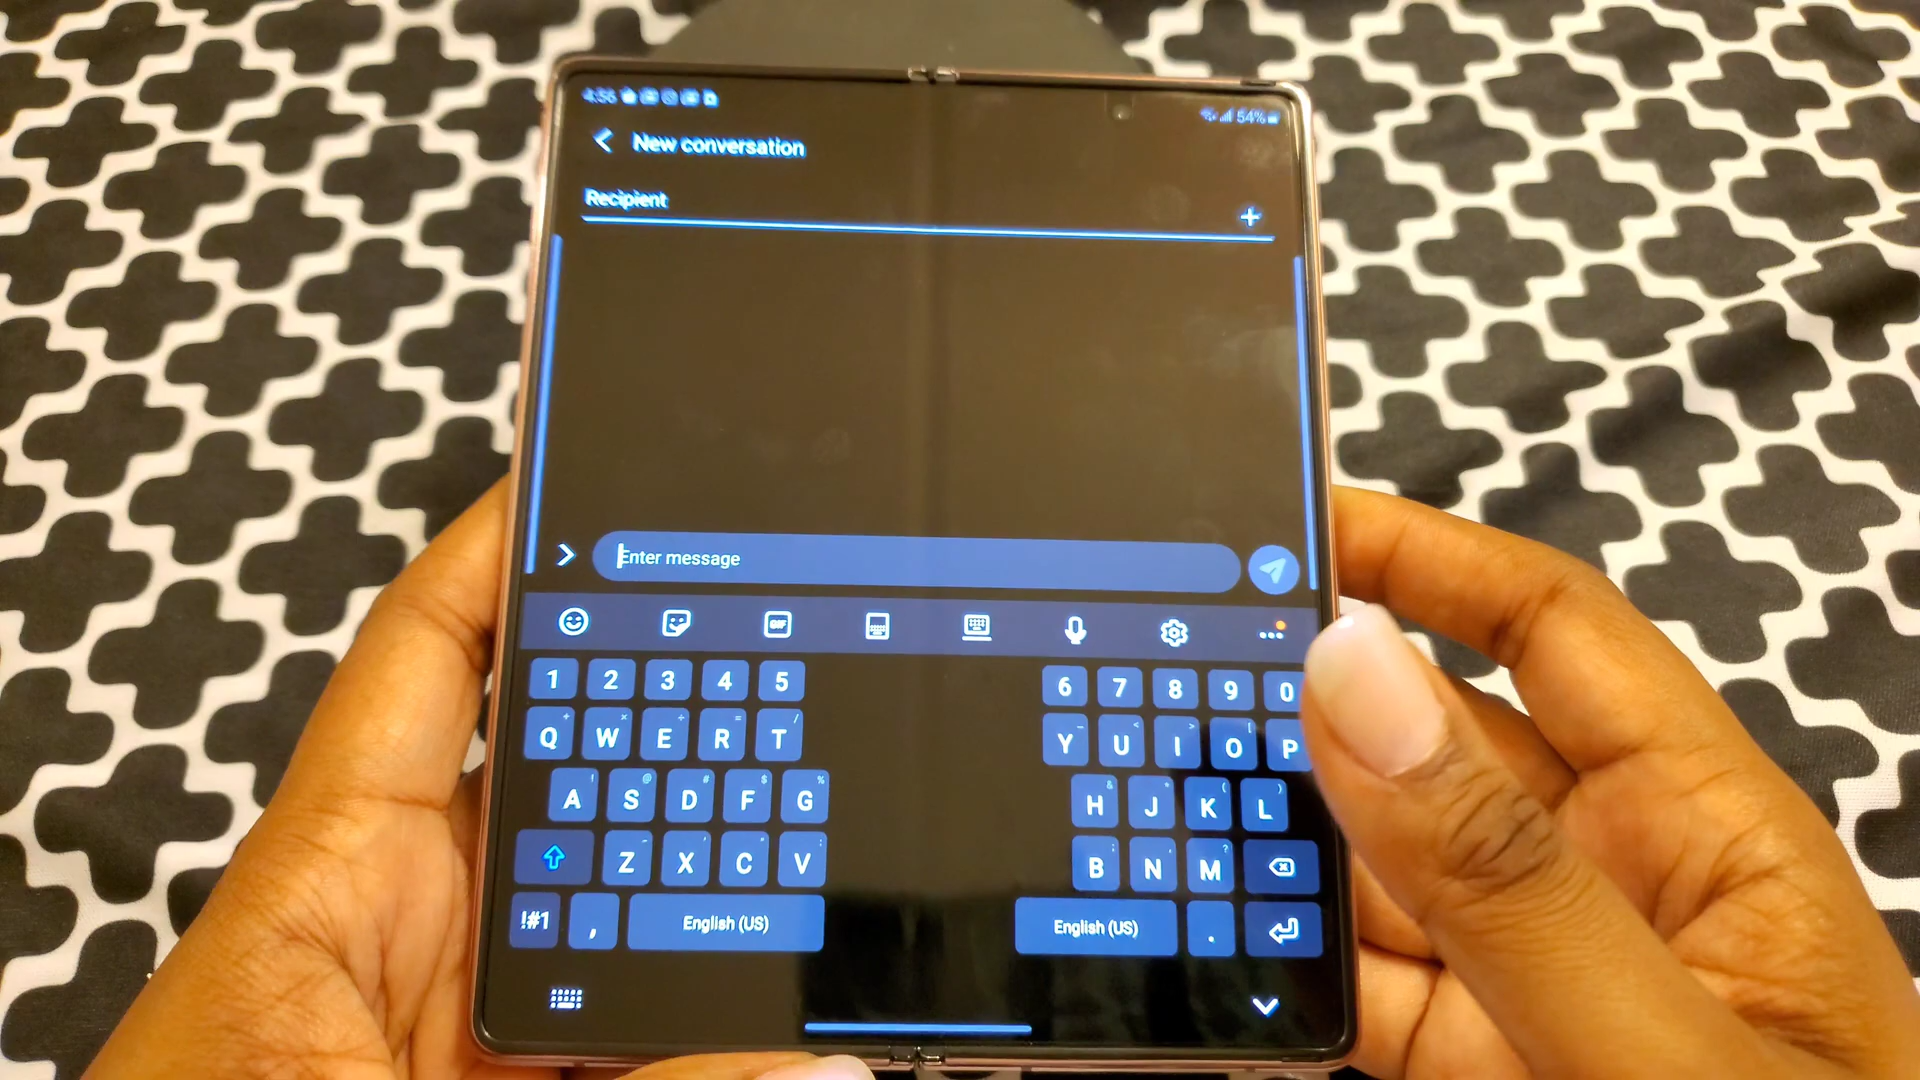 4:56
54%
New conversation
Recipient
Enter message
GIF
1 2 3 4 5 6 7 8 9 0
Q W E R T Y U I O P
A S D F G H J K L
Z X C V B N M
!#1 , English (US) English (US) .